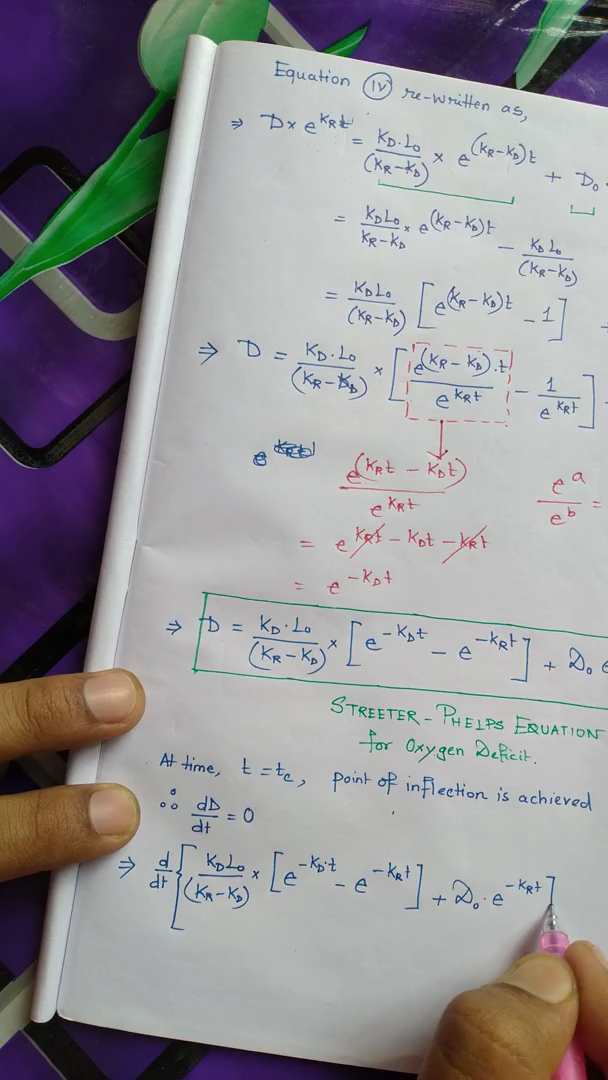 Equation (IV) re-written as,
⇒ D × e^{K_R t} = K_D·L_0/(K_R-K_D) × e^{(K_R-K_D)t} + D_0.
= K_D L_0/K_R-K_D × e^{(K_R-K_D)t} - K_D L_0/(K_R-K_D)
= K_D L_0/(K_R-K_D) [e^{(K_R-K_D)t} - 1] +
⇒ D = K_D·L_0/(K_R-K_D) × [e^{(K_R-K_D)·t}/e^{K_R t} - 1/e^{K_R t}]
e^{(K_R t - K_D t)}/e^{K_R t}
e^a/e^b =
= e^{K_R t - K_D t - K_R t}
= e^{-K_D t}
⇒ D = K_D·L_0/(K_R-K_D) × [e^{-K_D t} - e^{-K_R t}] + D_0 e
STREETER-PHELPS EQUATION
for OXYGEN DEFICIT.
At time, t = t_c, point of inflection is achieved
∴ dD/dt = 0
⇒ d/dt {K_D L_0/(K_R-K_D) × [e^{-K_D·t} - e^{-K_R t}] + D_0·e^{-K_R t}]